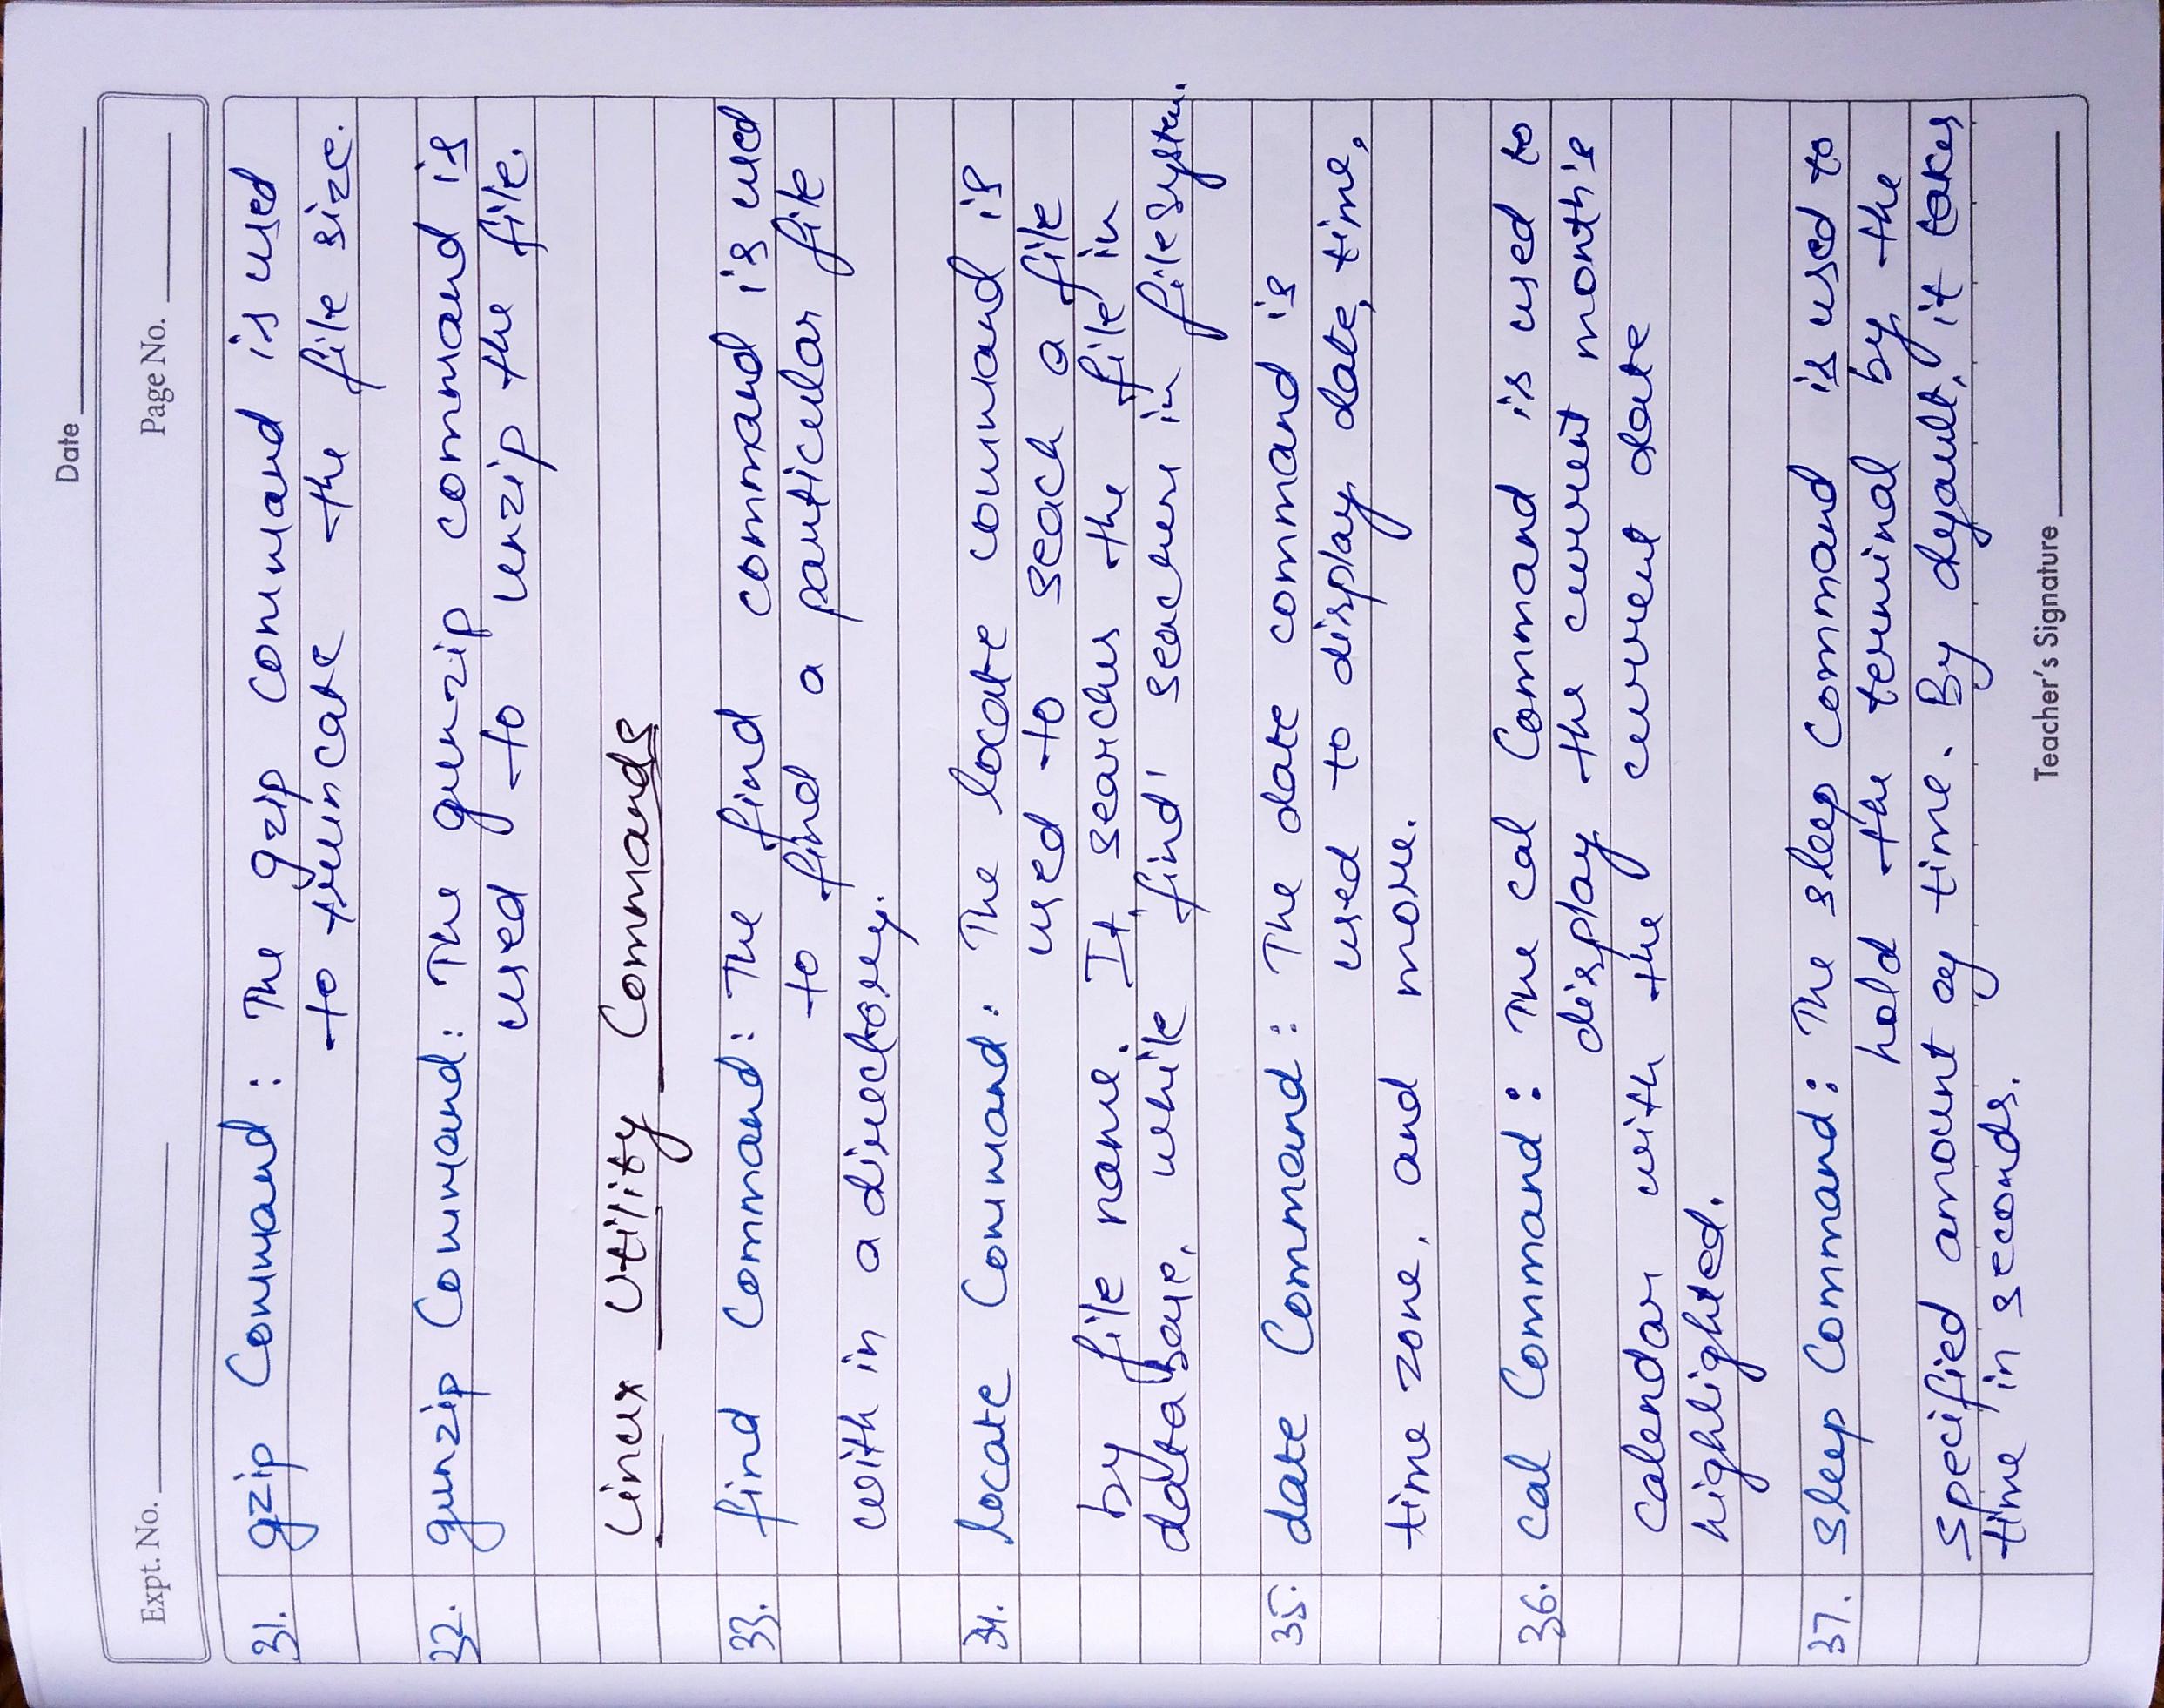 Date
Expt. No.
Page No.
31. gzip Command : The gzip command is used
to truncate the file size.
32. gunzip Command : The gunzip command is
used to unzip the file.
Linux Utility Commands
33. find Command : The find command is used
to find a particular file
with in a directory.
34. locate Command : The locate command is
used to seach a file
by file name. It searches the file in
database, while 'find' seaches in filesystem.
35. date Command : The date command is
used to display date, time,
time zone, and more.
36. cal Command : The cal Command is used to
display the current month's
calendar with the current date
highlighted.
37. sleep Command : The sleep Command is used to
hold the terminal by the
specified amount of time. By default, it takes
time in seconds.
Teacher's Signature